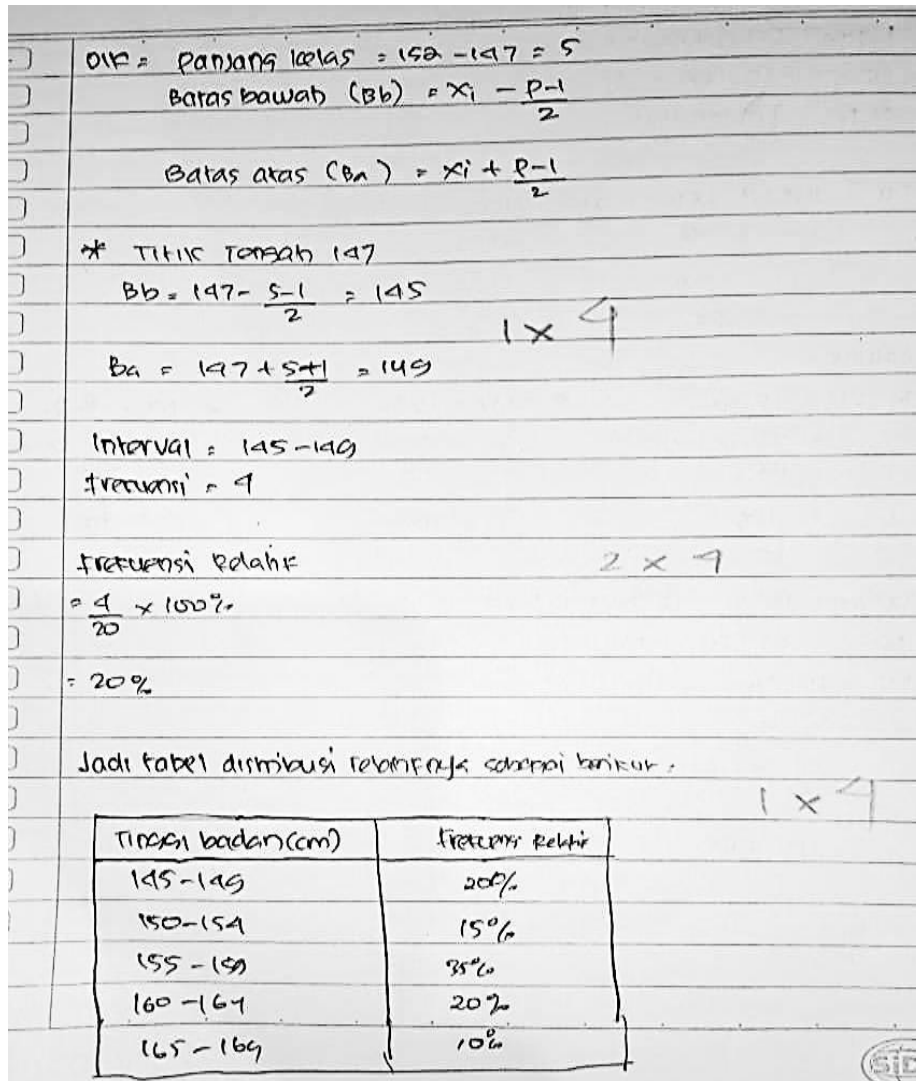 Dik = Panjang kelas = 152 - 147 = 5
Batas bawah (Bb) = xi - p-1/2
Batas atas (Ba) = xi + p-1/2
* Titik Tengah 147
Bb = 147 - 5-1/2 = 145
1 x 4
Ba = 147 + 5+1/2 = 149
Interval = 145-149
frekuensi = 4
Frekuensi Relatif
2 x 4
= 4/20 x 100%
= 20%
Jadi tabel distribusi relatifnya sebagai berikut :
1 x 4
Tinggi badan (cm) Frekuensi Relatif
145-149 20%
150-154 15%
155-159 35%
160-164 20%
165-169 10%
SiD